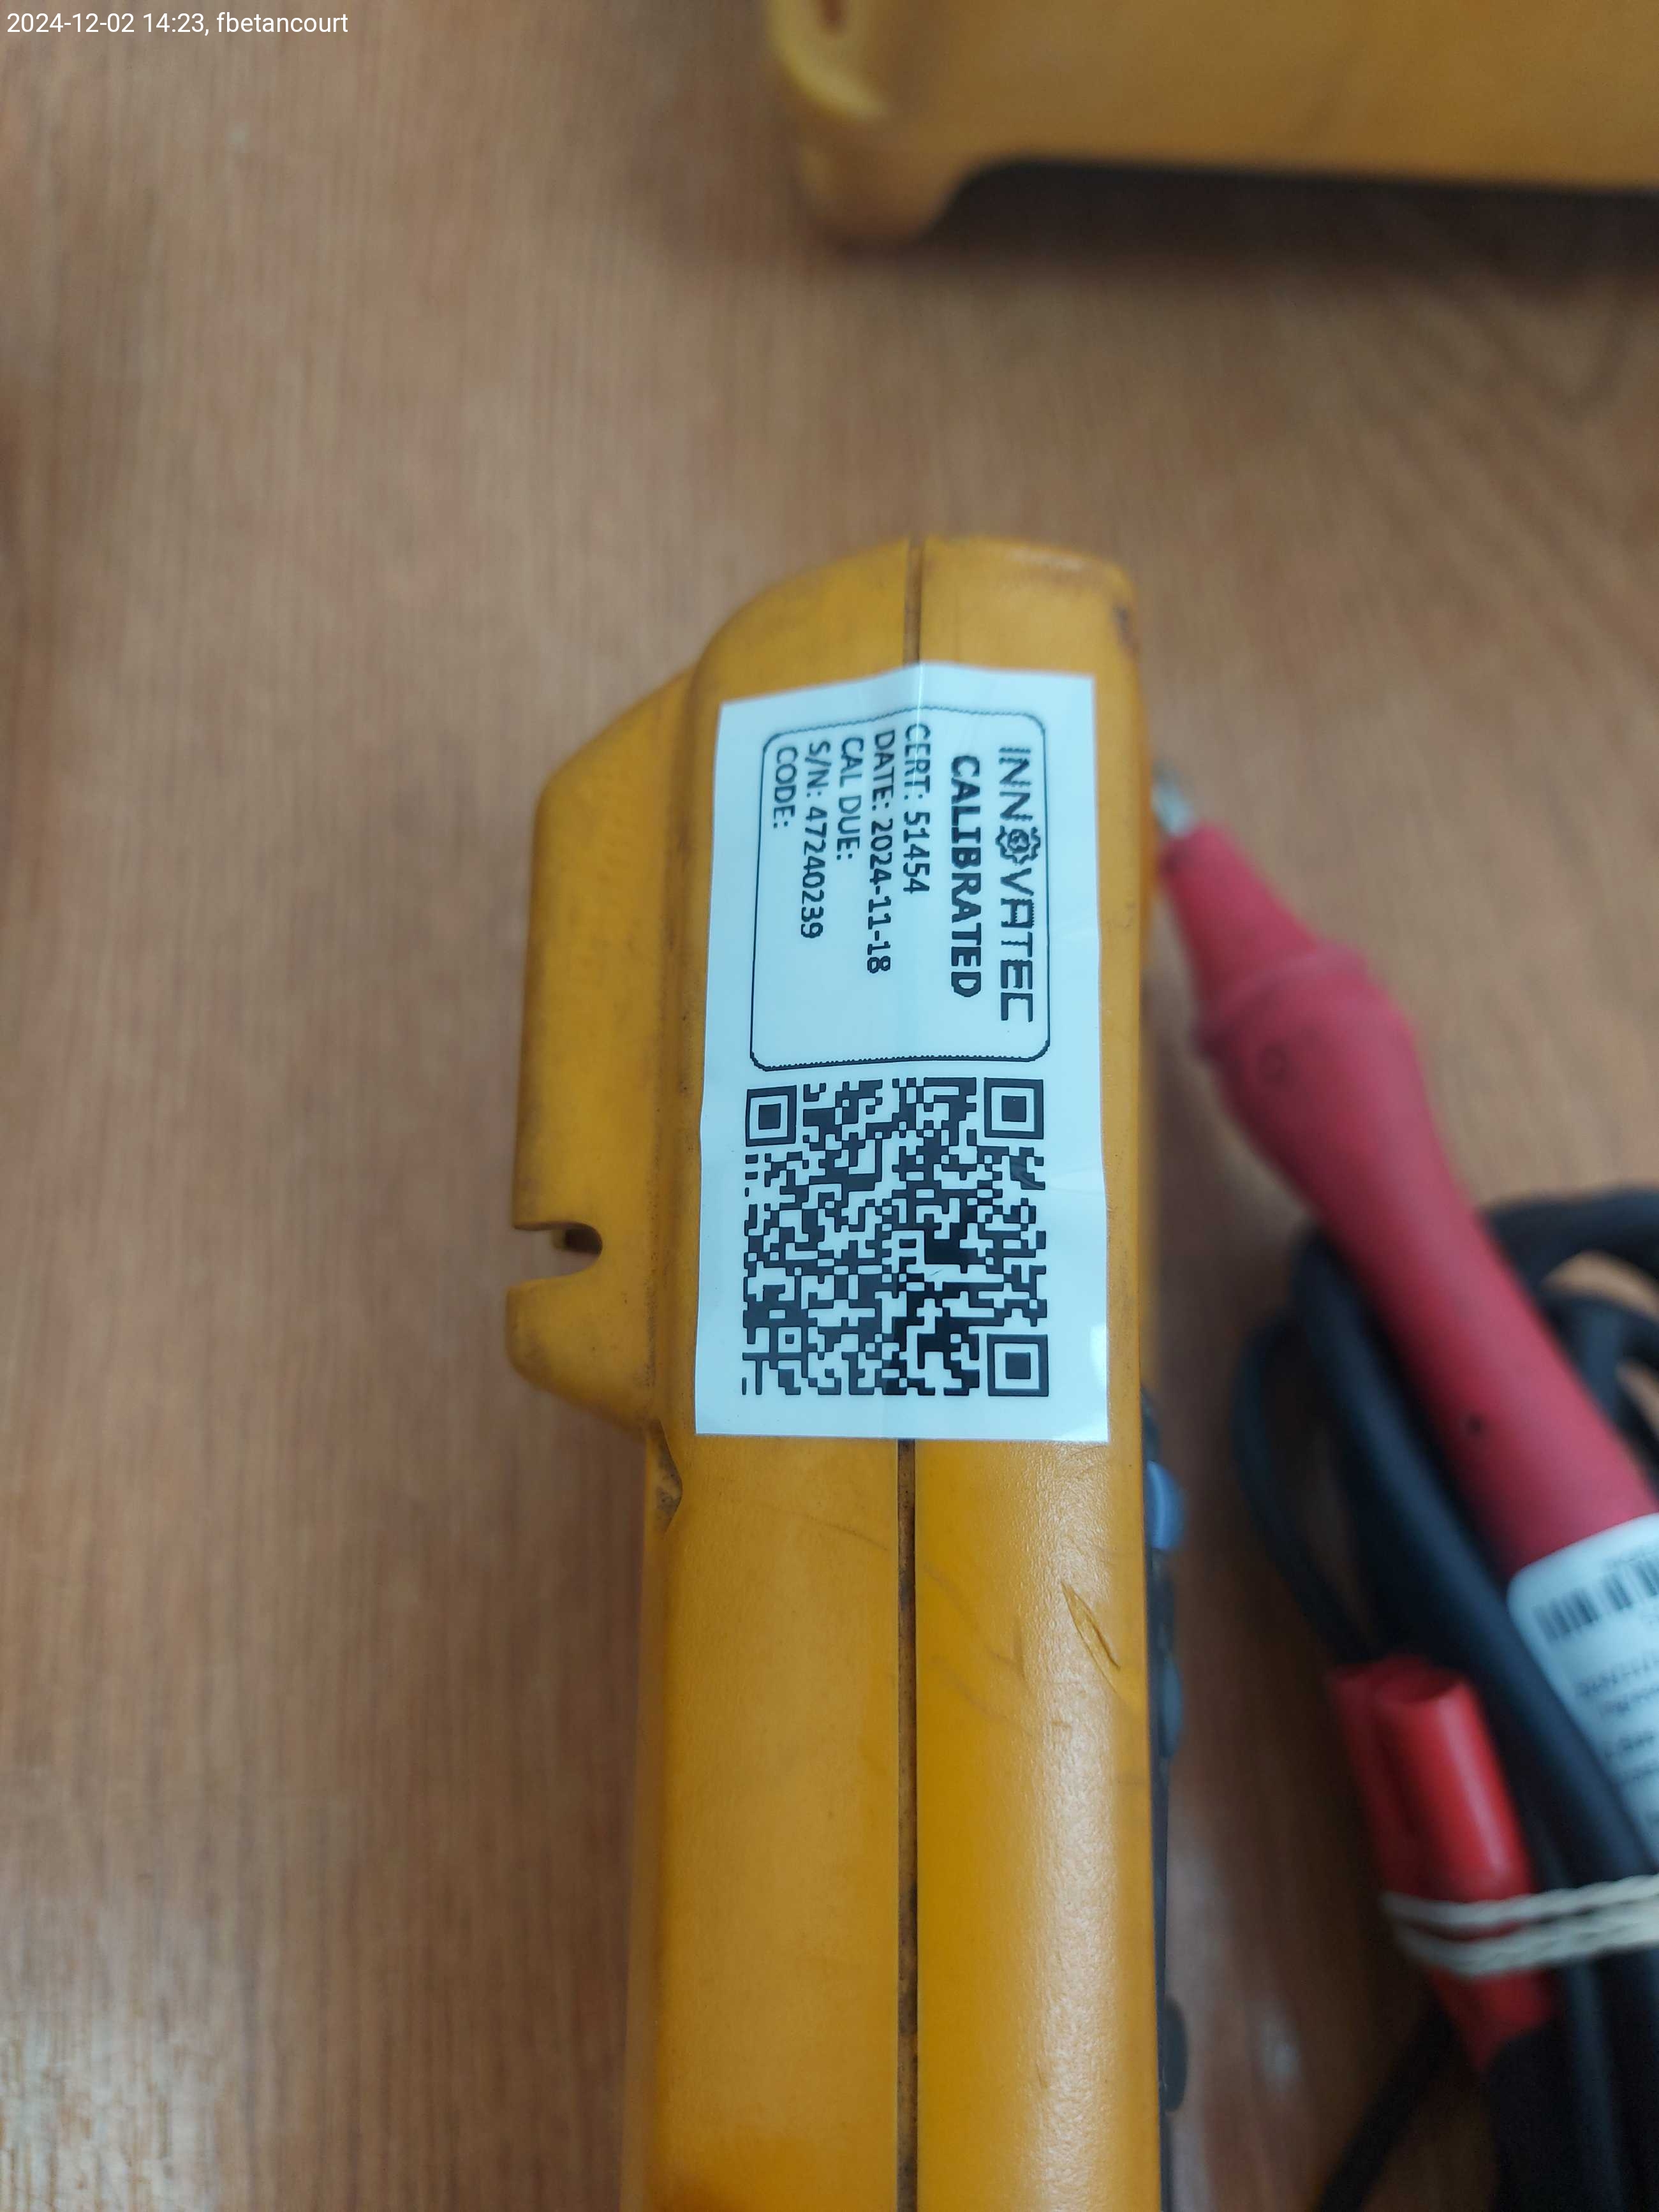 2024-12-02 14:23, fbetancourt
INNOVATEC
CALIBRATED
CERT: 51454
DATE: 2024-11-18
CAL DUE:
S/N: 47240239
CODE: